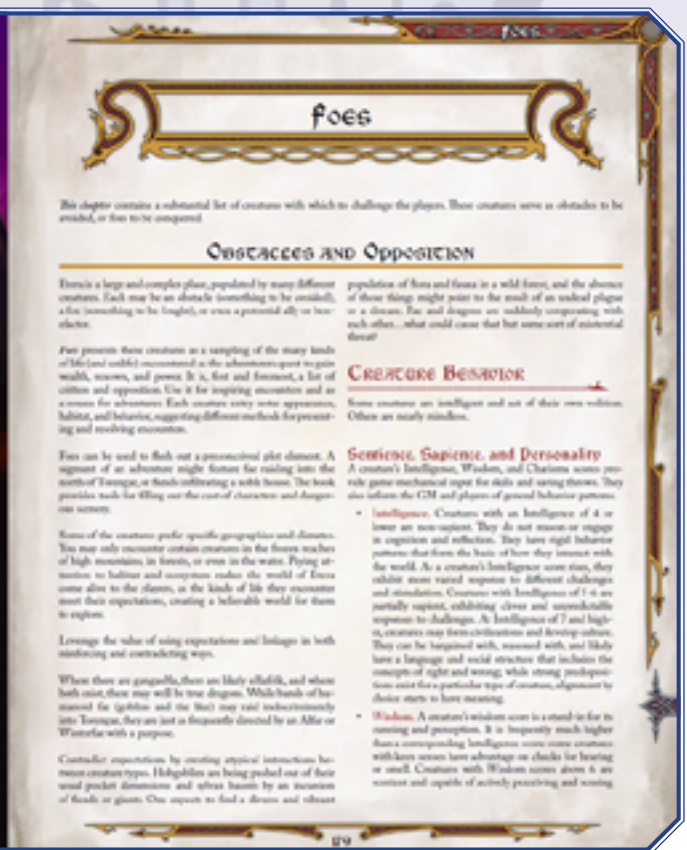 Foes
Foes
This chapter contains a substantial list of creatures with which to challenge the players. These creatures serve as obstacles to be
avoided, or foes to be conquered.
Obstacles and Opposition
is a large and complex place, populated by many different
creatures. Each may be an obstacle (something to be avoided),
a foe (something to be fought), or even a potential ally or bene-
factor.
Foes presents these creatures as a sampling of the many kinds
of life (and unlife) encountered as the adventurers quest to gain
wealth, renown, and power. It is, first and foremost, a list of
critters and opposition. Use it for inspiring encounters and as
a reason for adventures. Each creature entry notes appearance,
habitat, and behavior, suggesting different methods for present-
ing and resolving encounters.
Foes can be used to flesh out a preconceived plot element. A
segment of an adventure might feature fae raiding into the
north of Torengar, or fiends infiltrating a noble house. The book
provides tools for filling out the cast of characters and danger-
ous scenery.
Some of the creatures prefer specific geographies and climates.
You may only encounter certain creatures in the frozen reaches
of high mountains, in forests, or even in the water. Paying at-
tention to habitat and ecosystem makes the world of
come alive to the players, as the kinds of life they encounter
meet their expectations, creating a believable world for them
to explore.
Leverage the value of using expectations and linkages in both
reinforcing and contradicting ways.
Where there are there are likely and where
both exist, there may well be true dragons. While bands of hu-
manoid fae (goblins and the like) may raid indiscriminately
into Torengar, they are just as frequently directed by an Alfar or
Winterfae with a purpose.
Contradict expectations by creating atypical interactions be-
tween creature types. Hobgoblins are being pushed out of their
usual pocket dimensions and sylvan haunts by an incursion
of fiends or giants. One expects to find a diverse and vibrant
population of flora and fauna in a wild forest, and the absence
of those things might point to the result of an undead plague
or a disease. Fae and dragons are suddenly cooperating with
each other...what could cause that but some sort of existential
threat?
Creature Behavior
Some creatures are intelligent and act of their own volition.
Others are nearly mindless.
Sentience, Sapience, and Personality
A creature's Intelligence, Wisdom, and Charisma scores pro-
vide game-mechanical input for skills and saving throws. They
also inform the GM and players of general behavior patterns.
• Intelligence. Creatures with an Intelligence of 4 or
lower are non-sapient. They do not reason or engage
in cognition and reflection. They have rigid behavior
patterns that form the basis of how they interact with
the world. As a creature's Intelligence score rises, they
exhibit more varied response to different challenges
and stimulation. Creatures with Intelligence of 5-6 are
partially sapient, exhibiting clever and unpredictable
responses to challenges. At Intelligence of 7 and high-
er, creatures may form civilizations and develop culture.
They can be bargained with, reasoned with, and likely
have a language and social structure that includes the
concepts of right and wrong; while strong predisposi-
tions exist for a particular type of creature, alignment by
choice starts to have meaning.
• Wisdom. A creature's wisdom score is a stand-in for its
cunning and perception. It is frequently much higher
than a corresponding Intelligence score; some creatures
with keen senses have advantage on checks for hearing
or smell. Creatures with Wisdom scores above 6 are
sentient and capable of actively perceiving and